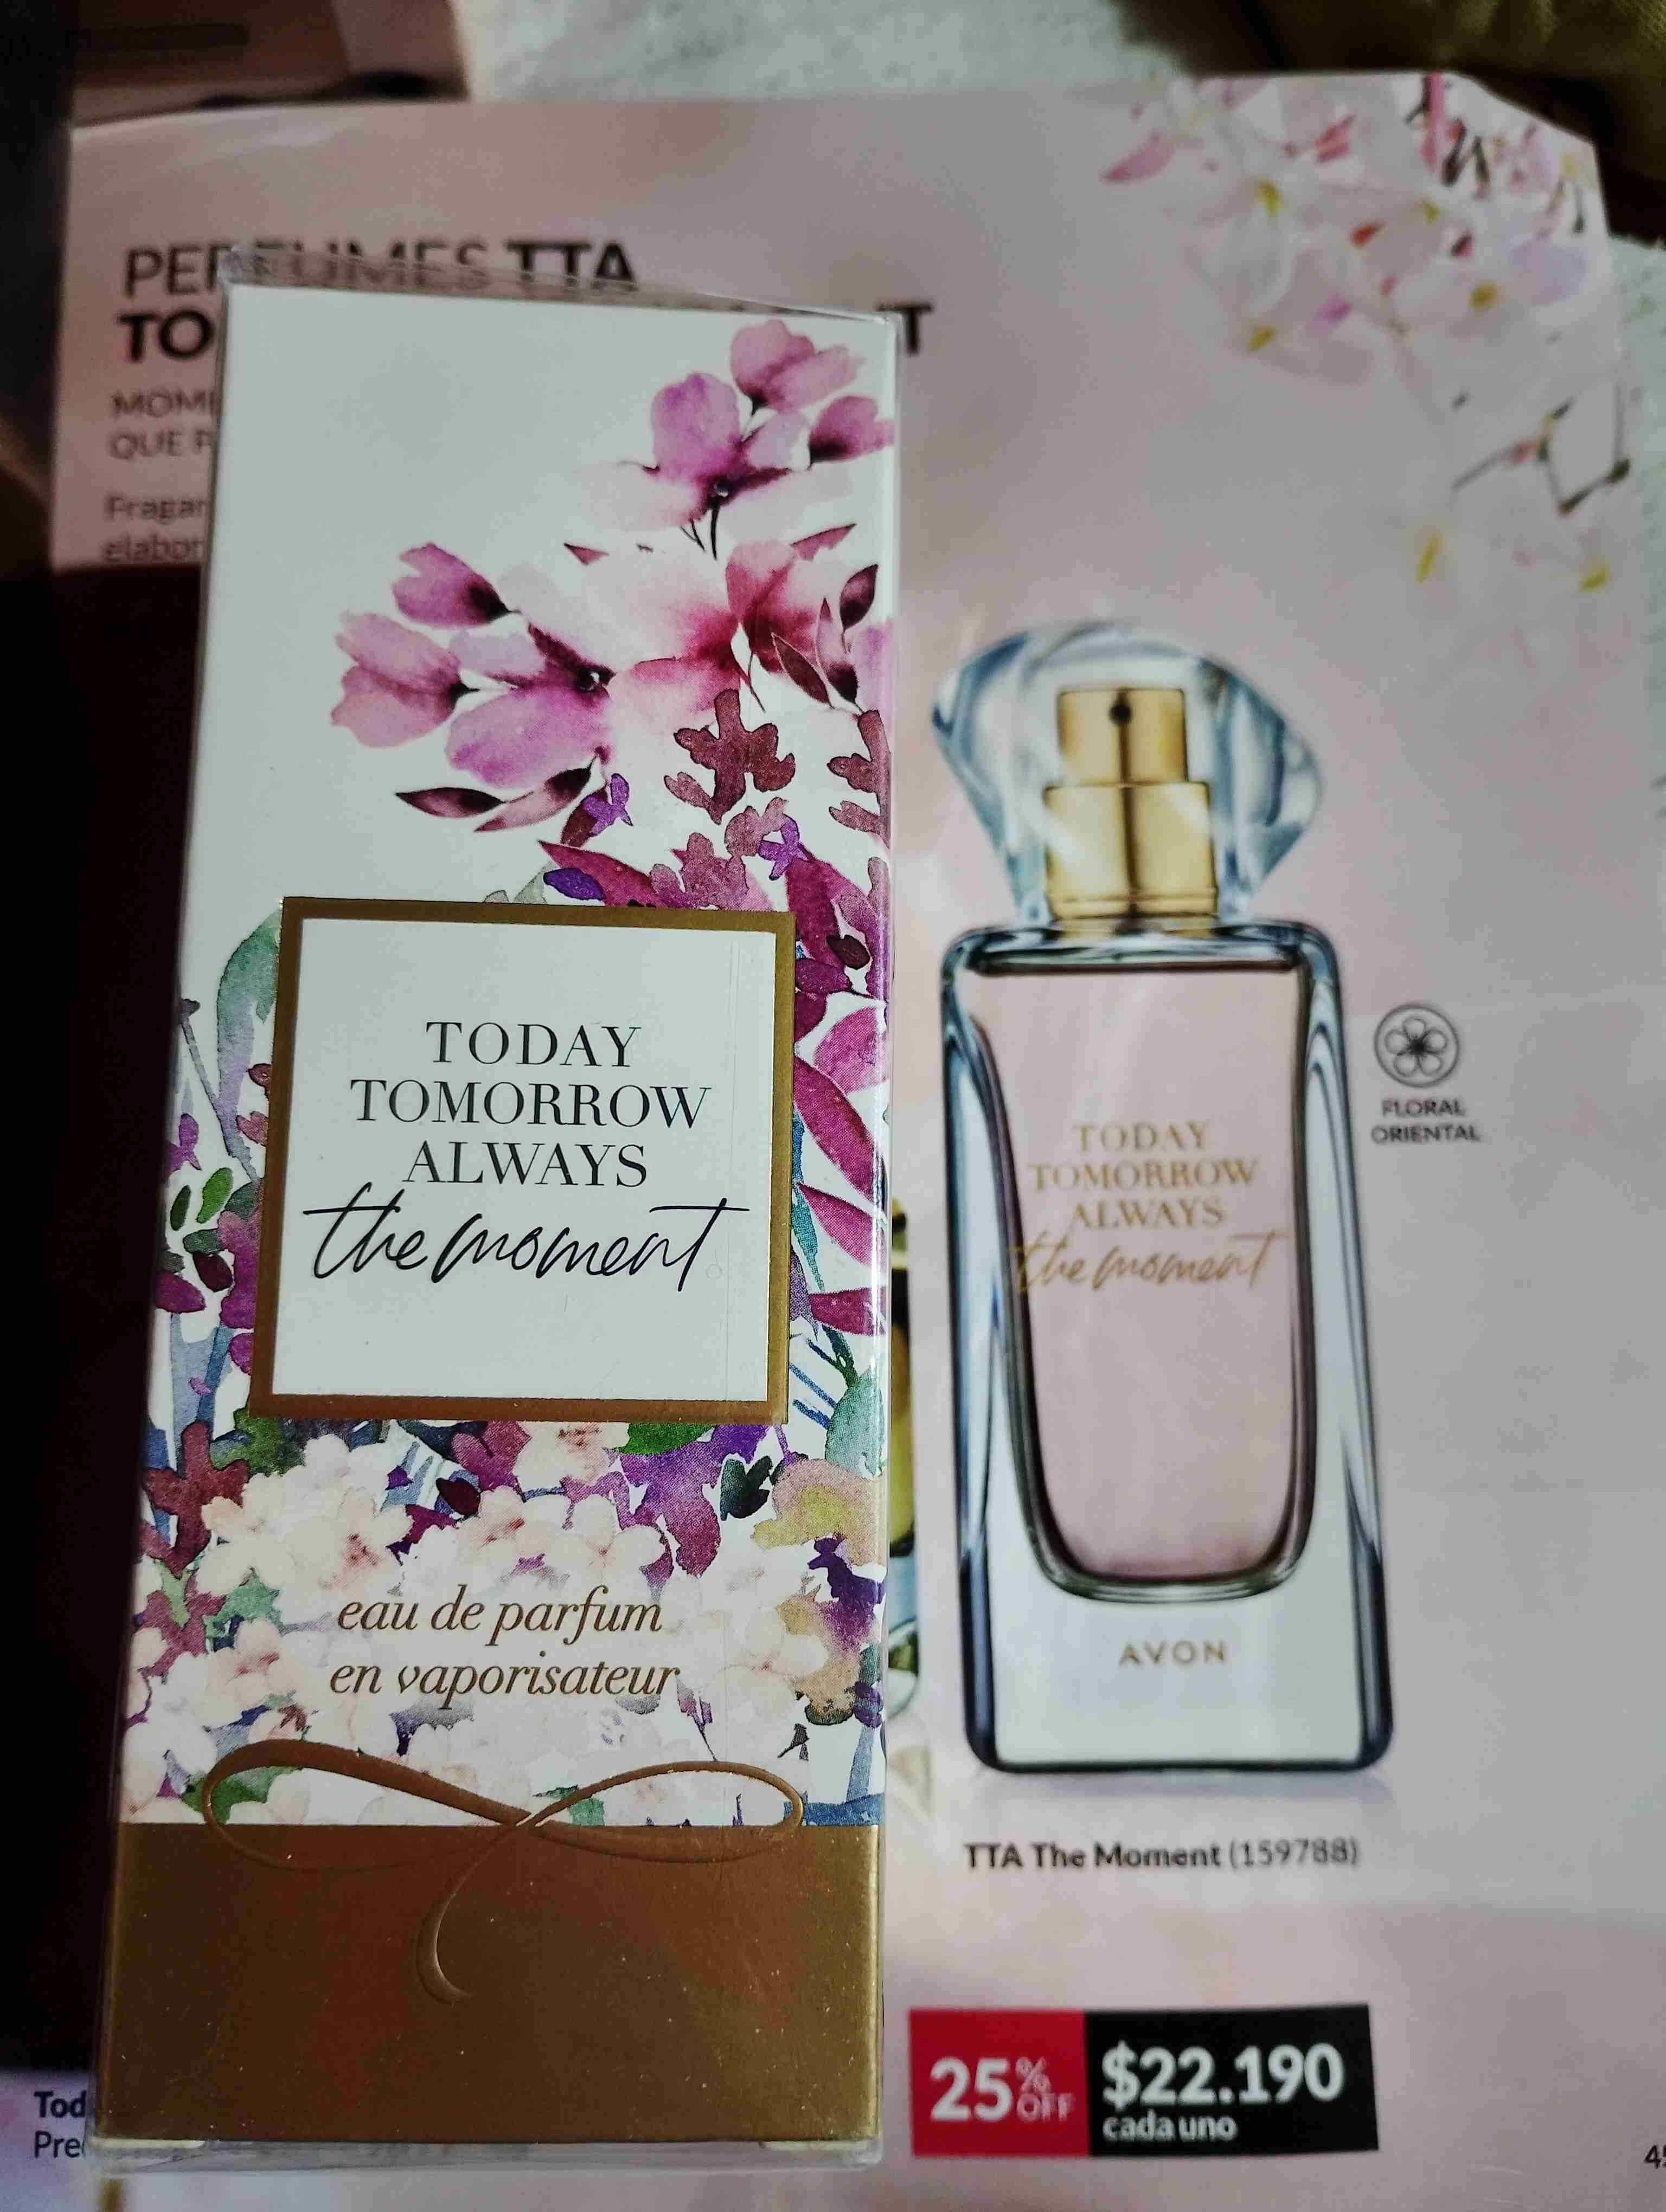 PERFUMES TTA
TO
MOM
QUE
Fragan
elabor
TODAY
TOMORROW
ALWAYS
the moment
eau de parfum
en vaporisateur
TODAY
TOMORROW
ALWAYS
the moment
AVON
FLORAL
ORIENTAL
TTA The Moment (159788)
25% OFF
$22.190
cada uno
Tod
Pre